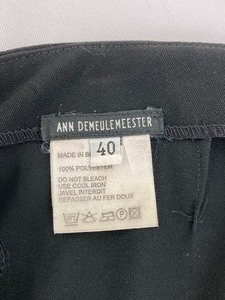 ANN DEMEULEMEESTER
40
MADE IN
100% POLYESTER
DO NOT BLEACH
USE COOL IRON
JAVEL INTERDIT
REPASSER AU FER DOUX